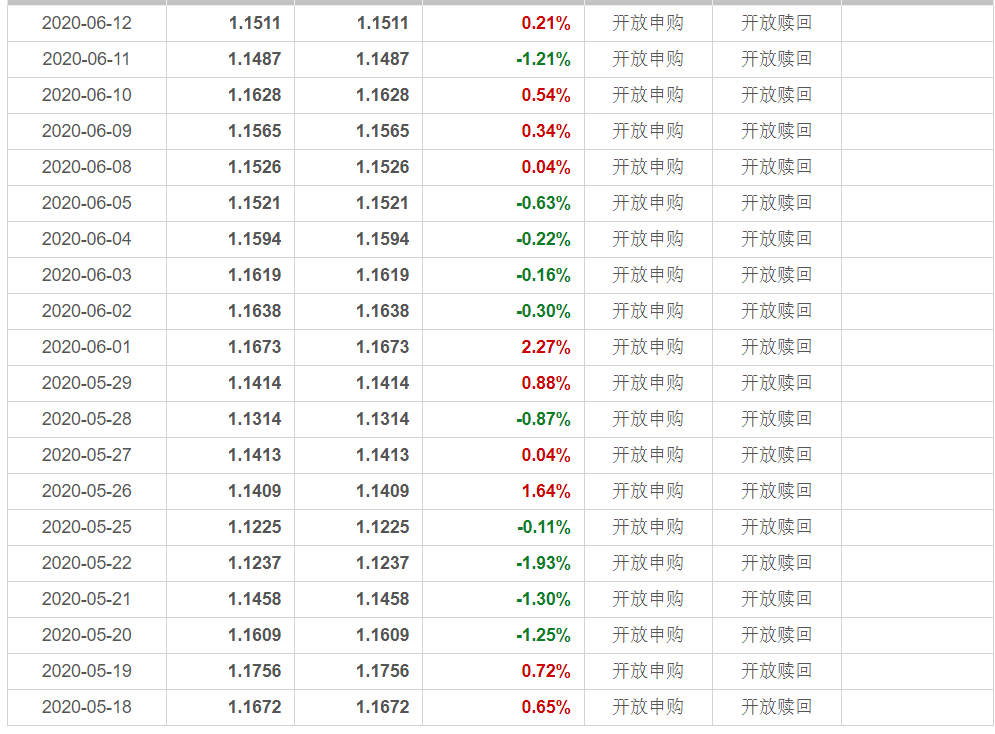 2020-06-12 1.1511 1.1511 0.21% 开放申购 开放赎回
2020-06-11 1.1487 1.1487 -1.21% 开放申购 开放赎回
2020-06-10 1.1628 1.1628 0.54% 开放申购 开放赎回
2020-06-09 1.1565 1.1565 0.34% 开放申购 开放赎回
2020-06-08 1.1526 1.1526 0.04% 开放申购 开放赎回
2020-06-05 1.1521 1.1521 -0.63% 开放申购 开放赎回
2020-06-04 1.1594 1.1594 -0.22% 开放申购 开放赎回
2020-06-03 1.1619 1.1619 -0.16% 开放申购 开放赎回
2020-06-02 1.1638 1.1638 -0.30% 开放申购 开放赎回
2020-06-01 1.1673 1.1673 2.27% 开放申购 开放赎回
2020-05-29 1.1414 1.1414 0.88% 开放申购 开放赎回
2020-05-28 1.1314 1.1314 -0.87% 开放申购 开放赎回
2020-05-27 1.1413 1.1413 0.04% 开放申购 开放赎回
2020-05-26 1.1409 1.1409 1.64% 开放申购 开放赎回
2020-05-25 1.1225 1.1225 -0.11% 开放申购 开放赎回
2020-05-22 1.1237 1.1237 -1.93% 开放申购 开放赎回
2020-05-21 1.1458 1.1458 -1.30% 开放申购 开放赎回
2020-05-20 1.1609 1.1609 -1.25% 开放申购 开放赎回
2020-05-19 1.1756 1.1756 0.72% 开放申购 开放赎回
2020-05-18 1.1672 1.1672 0.65% 开放申购 开放赎回